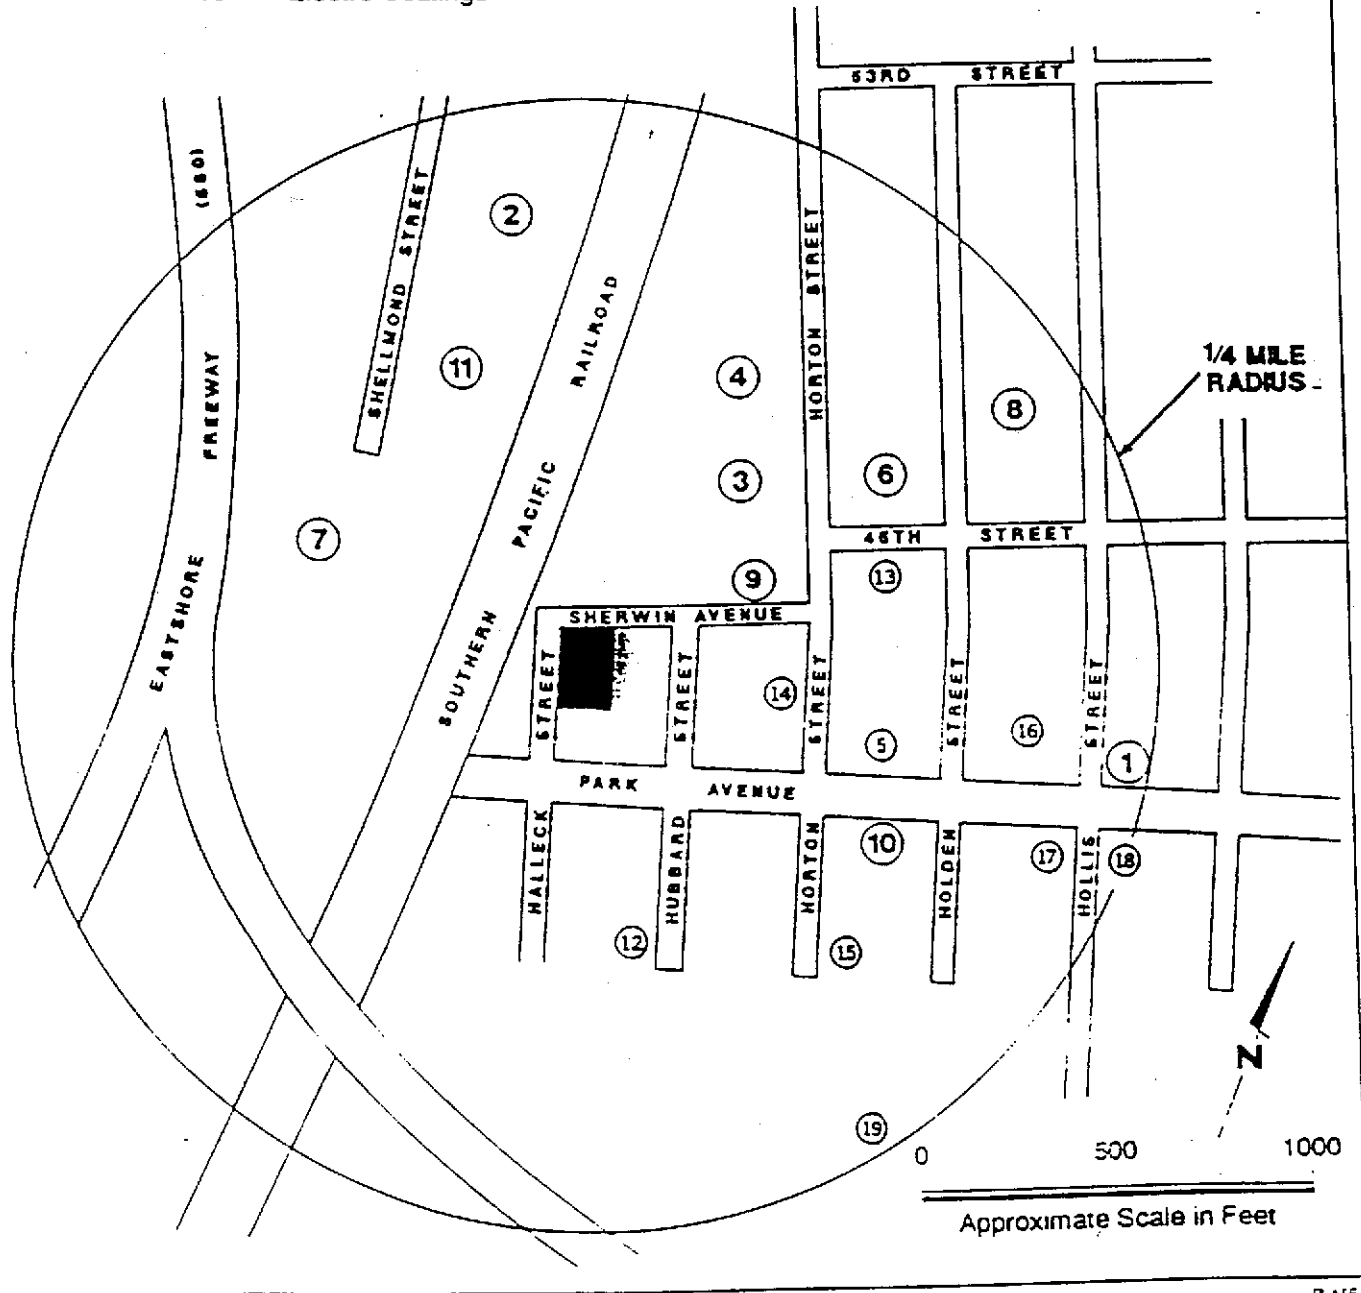 53RD STREET
(580)
SHELLMOND STREET
2
RAILROAD
HORTON STREET
1/4 MILE
RADIUS
11
4
8
FREEWAY
3
6
PACIFIC
7
45TH STREET
9
13
EASTSHORE
SHERWIN AVENUE
SOUTHERN
STREET
STREET
14
STREET
5
STREET
16
STREET
1
PARK AVENUE
HALLECK
HUBBARD
HORTON
10
HOLDEN
17
HOLLIS
18
12
15
N
19
0 500 1000
Approximate Scale in Feet